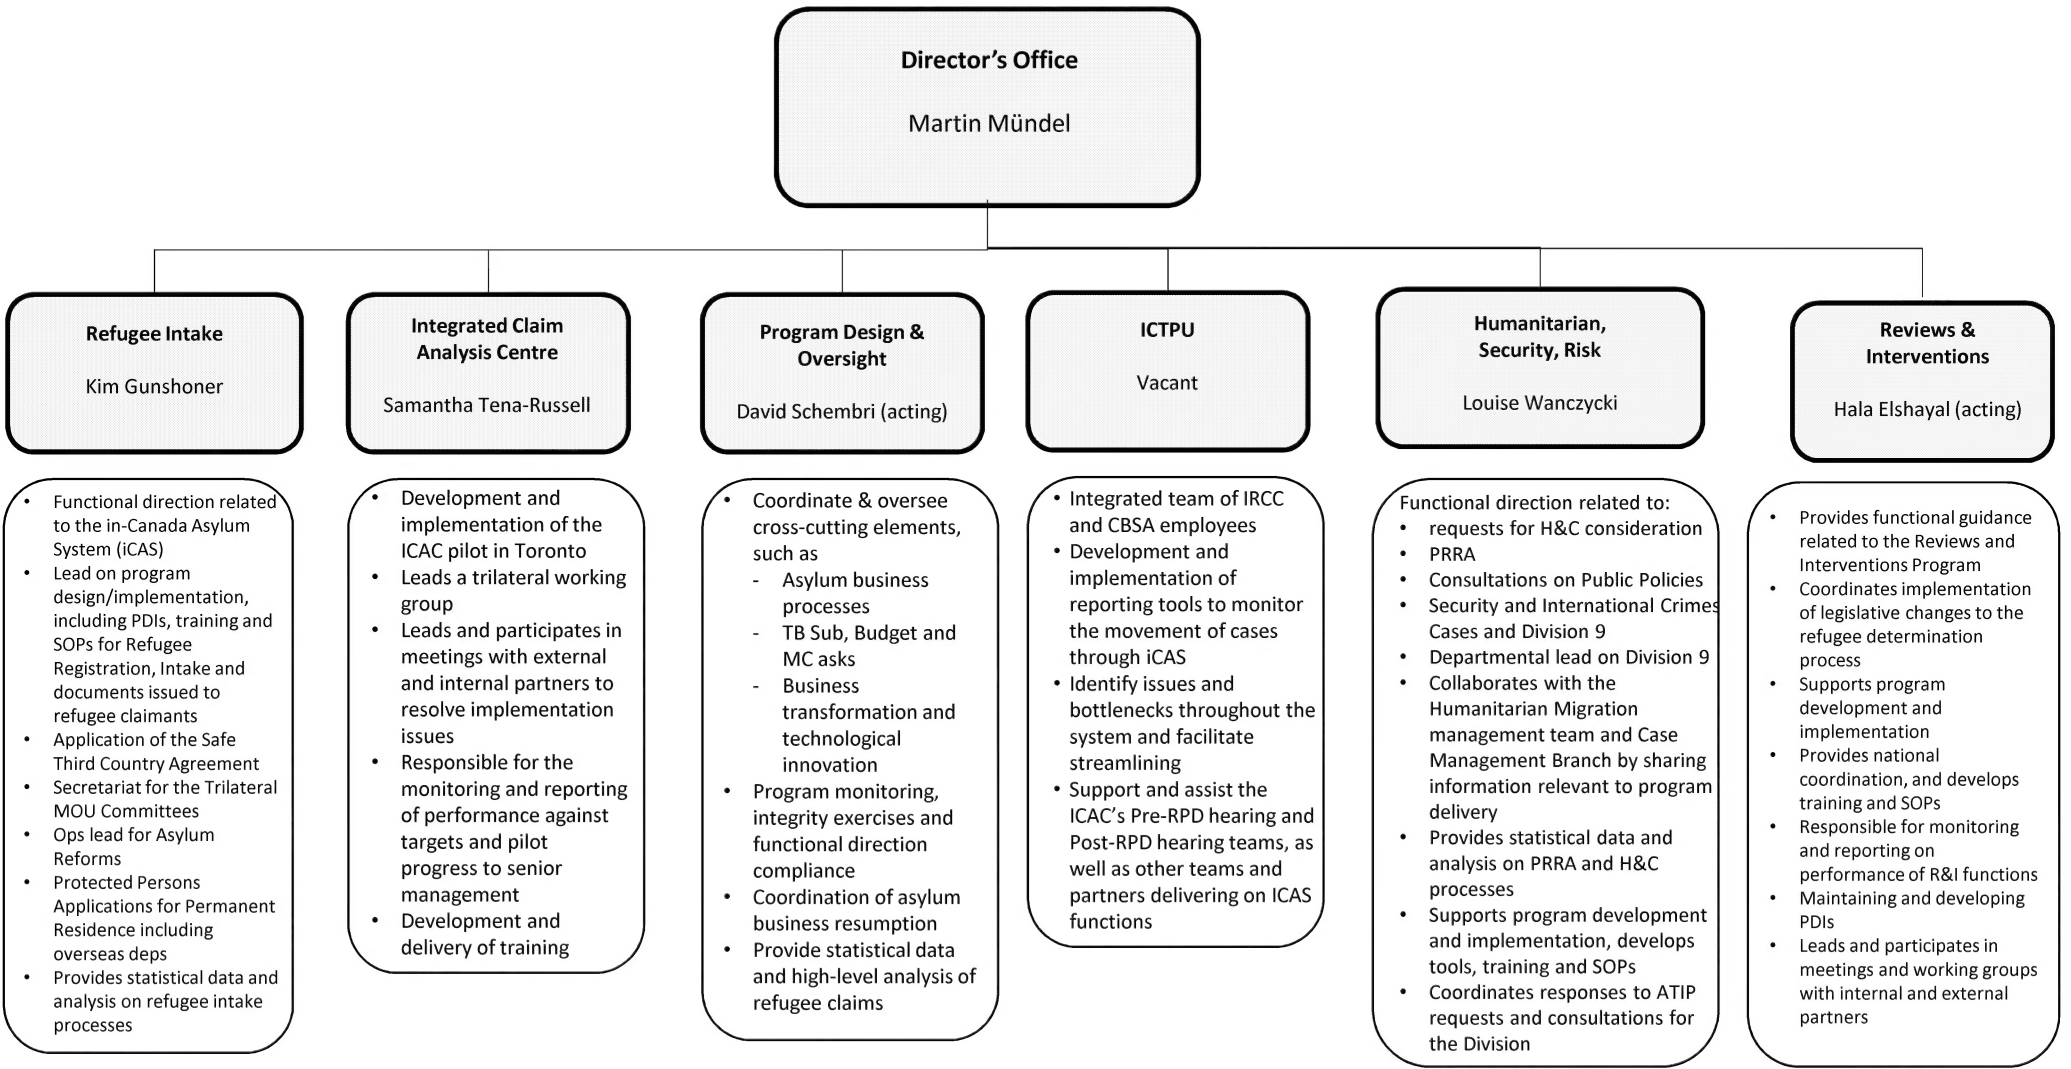 Director’s Office
Martin Mündel
Refugee Intake
Kim Gunshoner
Integrated Claim
Analysis Centre
Samantha Tena-Russell
Program Design &
Oversight
David Schembri (acting)
ICTPU
Vacant
Humanitarian,
Security, Risk
Louise Wanczycki
Reviews &
Interventions
Hala Elshayal (acting)
• Functional direction related
to the in-Canada Asylum
System (iCAS)
• Lead on program
design/implementation,
including PDIs, training and
SOPs for Refugee
Registration, Intake and
documents issued to
refugee claimants
• Application of the Safe
Third Country Agreement
• Secretariat for the Trilateral
MOU Committees
• Ops lead for Asylum
Reforms
• Protected Persons
Applications for Permanent
Residence including
overseas deps
• Provides statistical data and
analysis on refugee intake
processes
• Development and
implementation of the
ICAC pilot in Toronto
• Leads a trilateral working
group
• Leads and participates in
meetings with external
and internal partners to
resolve implementation
issues
• Responsible for the
monitoring and reporting
of performance against
targets and pilot
progress to senior
management
• Development and
delivery of training
• Coordinate & oversee
cross-cutting elements,
such as
- Asylum business
processes
- TB Sub, Budget and
MC asks
- Business
transformation and
technological
innovation
• Program monitoring,
integrity exercises and
functional direction
compliance
• Coordination of asylum
business resumption
• Provide statistical data
and high-level analysis of
refugee claims
• Integrated team of IRCC
and CBSA employees
• Development and
implementation of
reporting tools to monitor
the movement of cases
through iCAS
• Identify issues and
bottlenecks throughout the
system and facilitate
streamlining
• Support and assist the
ICAC’s Pre-RPD hearing and
Post-RPD hearing teams, as
well as other teams and
partners delivering on ICAS
functions
Functional direction related to:
• requests for H&C consideration
• PRRA
• Consultations on Public Policies
• Security and International Crimes
Cases and Division 9
• Departmental lead on Division 9
• Collaborates with the
Humanitarian Migration
management team and Case
Management Branch by sharing
information relevant to program
delivery
• Provides statistical data and
analysis on PRRA and H&C
processes
• Supports program development
and implementation, develops
tools, training and SOPs
• Coordinates responses to ATIP
requests and consultations for
the Division
• Provides functional guidance
related to the Reviews and
Interventions Program
• Coordinates implementation
of legislative changes to the
refugee determination
process
• Supports program
development and
implementation
• Provides national
coordination, and develops
training and SOPs
• Responsible for monitoring
and reporting on
performance of R&I functions
• Maintaining and developing
PDIs
• Leads and participates in
meetings and working groups
with internal and external
partners